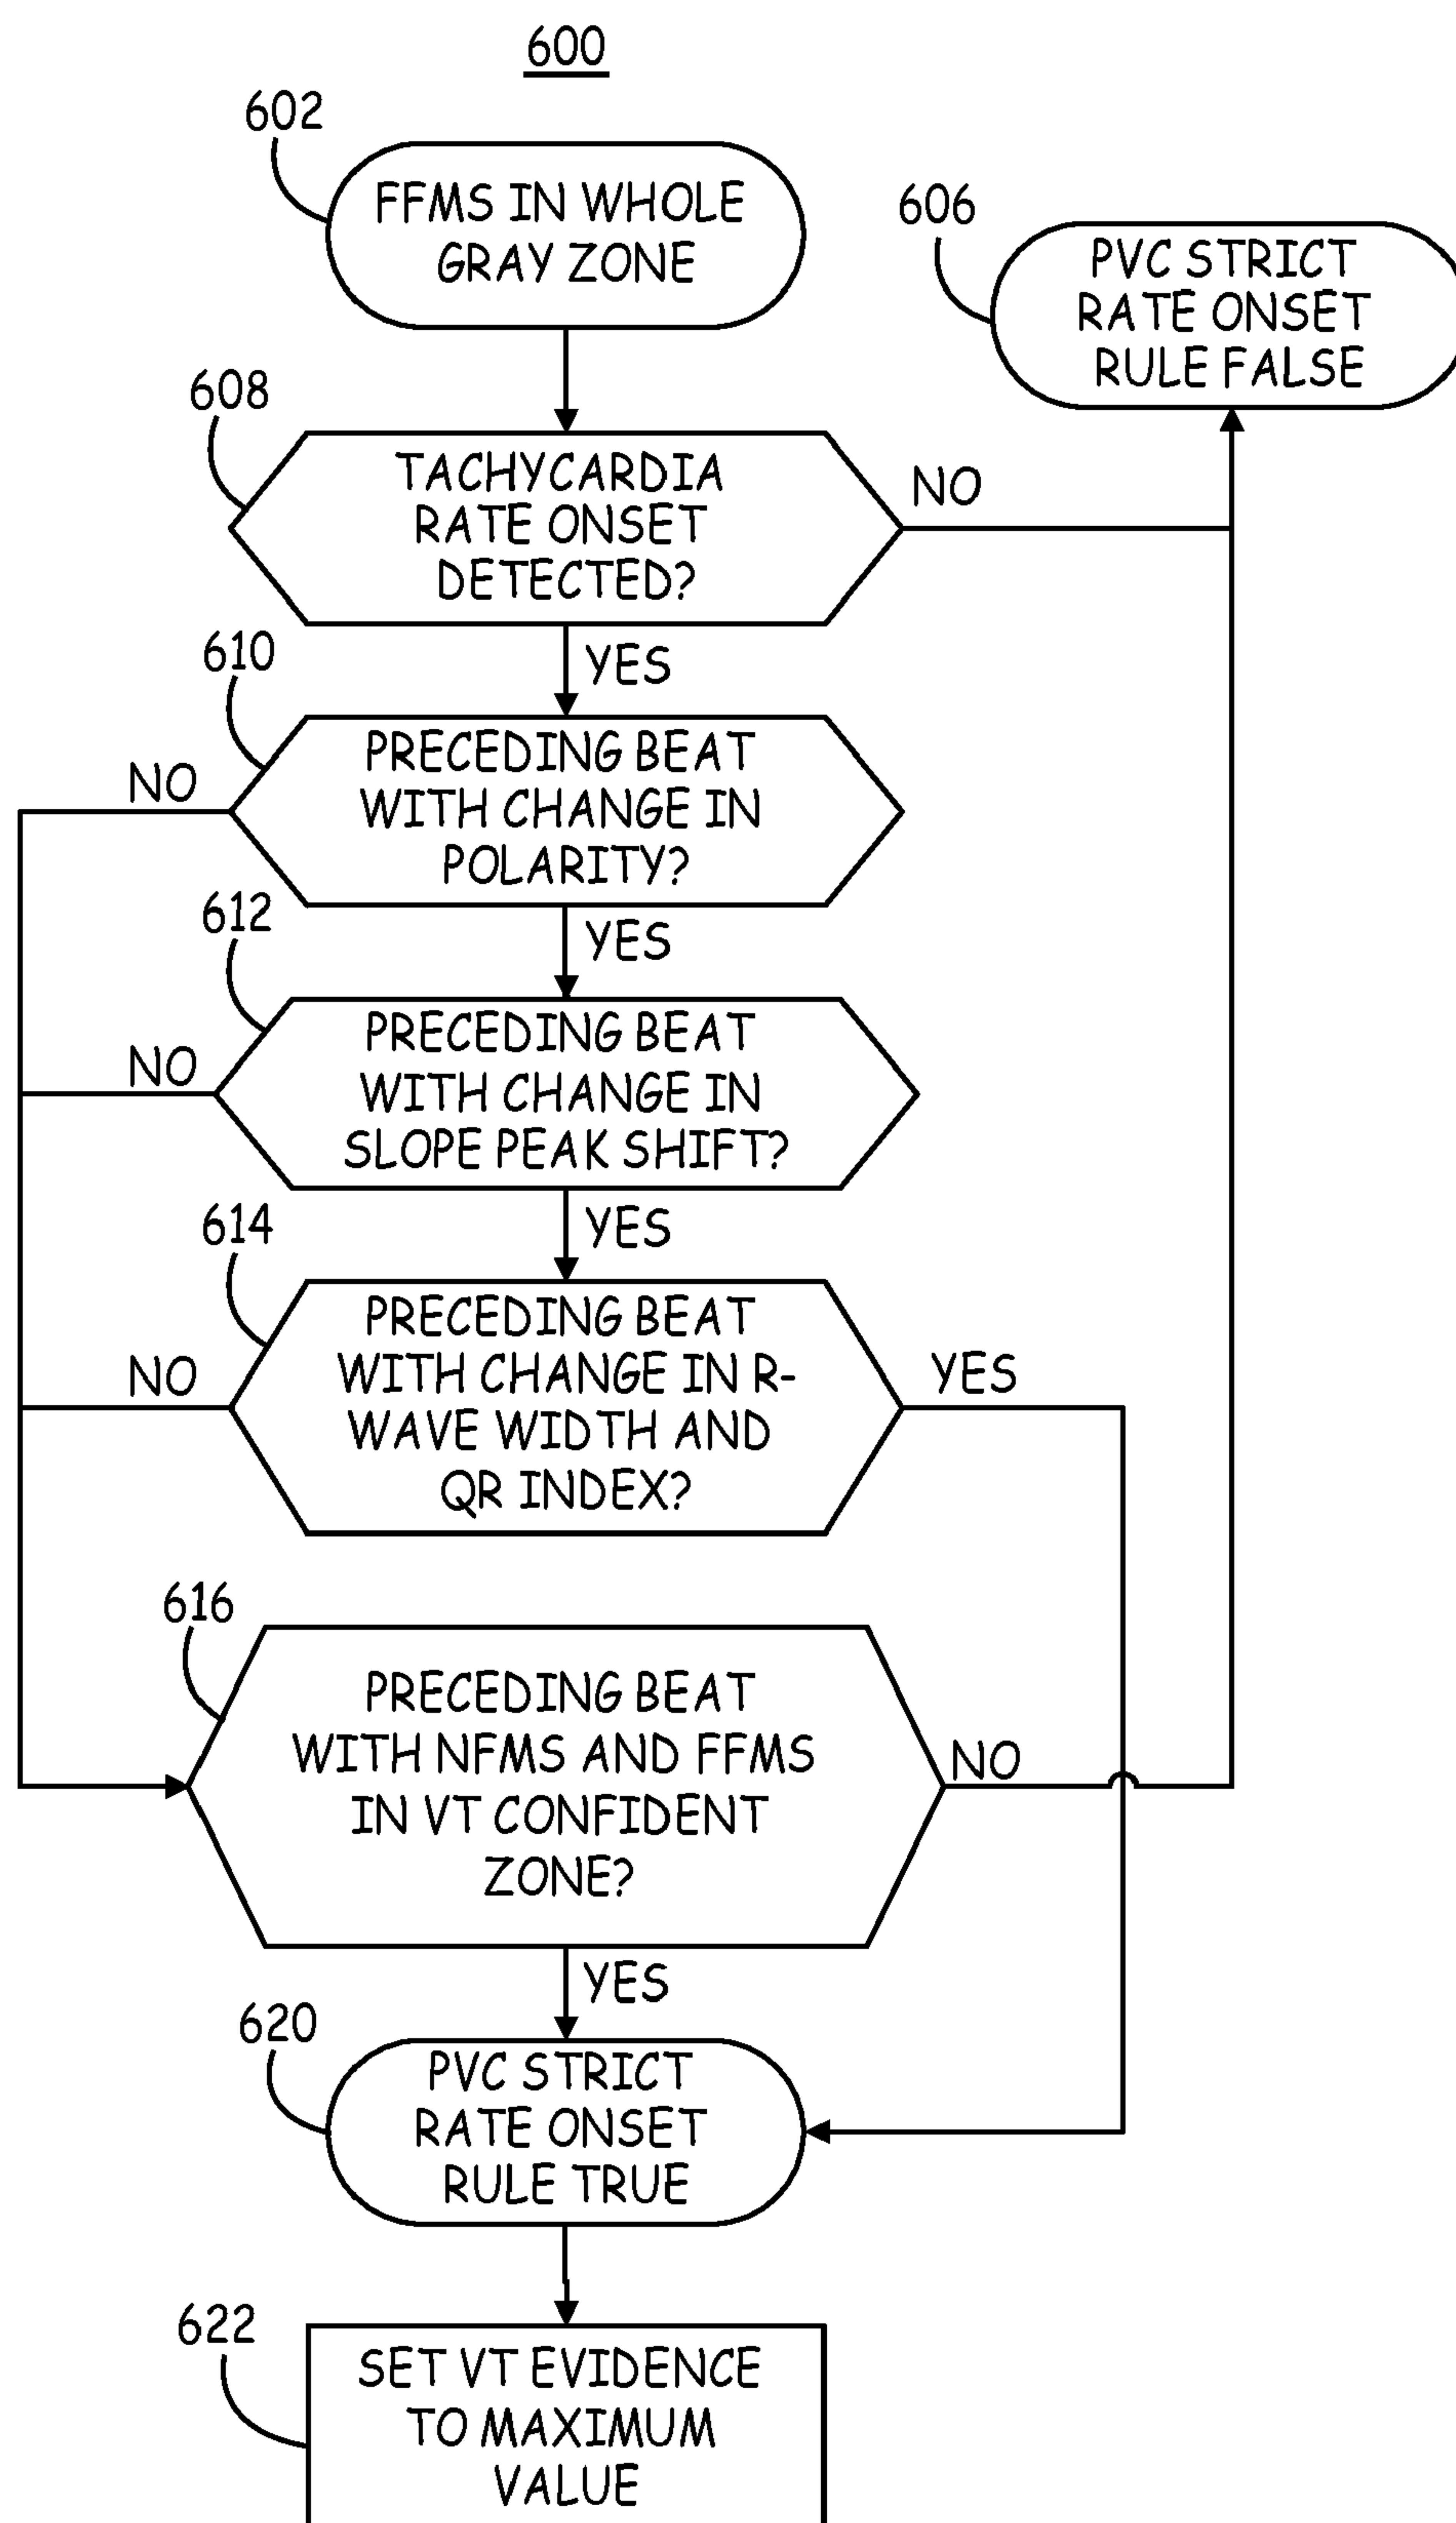 600
602
FFMS IN WHOLE
GRAY ZONE
606
PVC STRICT
RATE ONSET
RULE FALSE
608
TACHYCARDIA
RATE ONSET
DETECTED?
NO
YES
610
PRECEDING BEAT
WITH CHANGE IN
POLARITY?
NO
YES
612
PRECEDING BEAT
WITH CHANGE IN
SLOPE PEAK SHIFT?
NO
YES
614
PRECEDING BEAT
WITH CHANGE IN R-
WAVE WIDTH AND
QR INDEX?
NO
YES
616
PRECEDING BEAT
WITH NFMS AND FFMS
IN VT CONFIDENT
ZONE?
NO
YES
620
PVC STRICT
RATE ONSET
RULE TRUE
622
SET VT EVIDENCE
TO MAXIMUM
VALUE